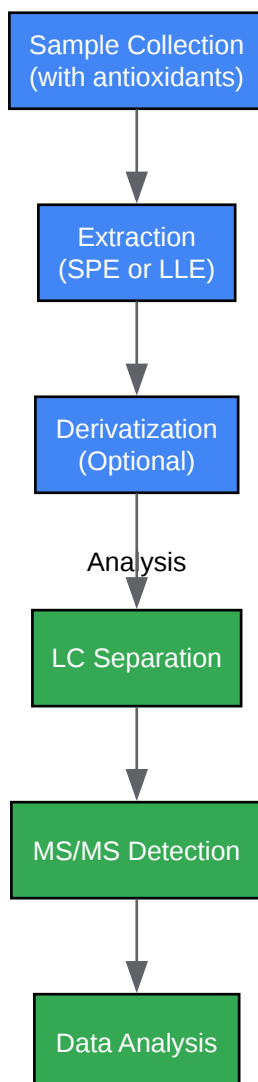 Sample Collection
(with antioxidants)
Extraction
(SPE or LLE)
Derivatization
(Optional)
Analysis
LC Separation
MS/MS Detection
Data Analysis